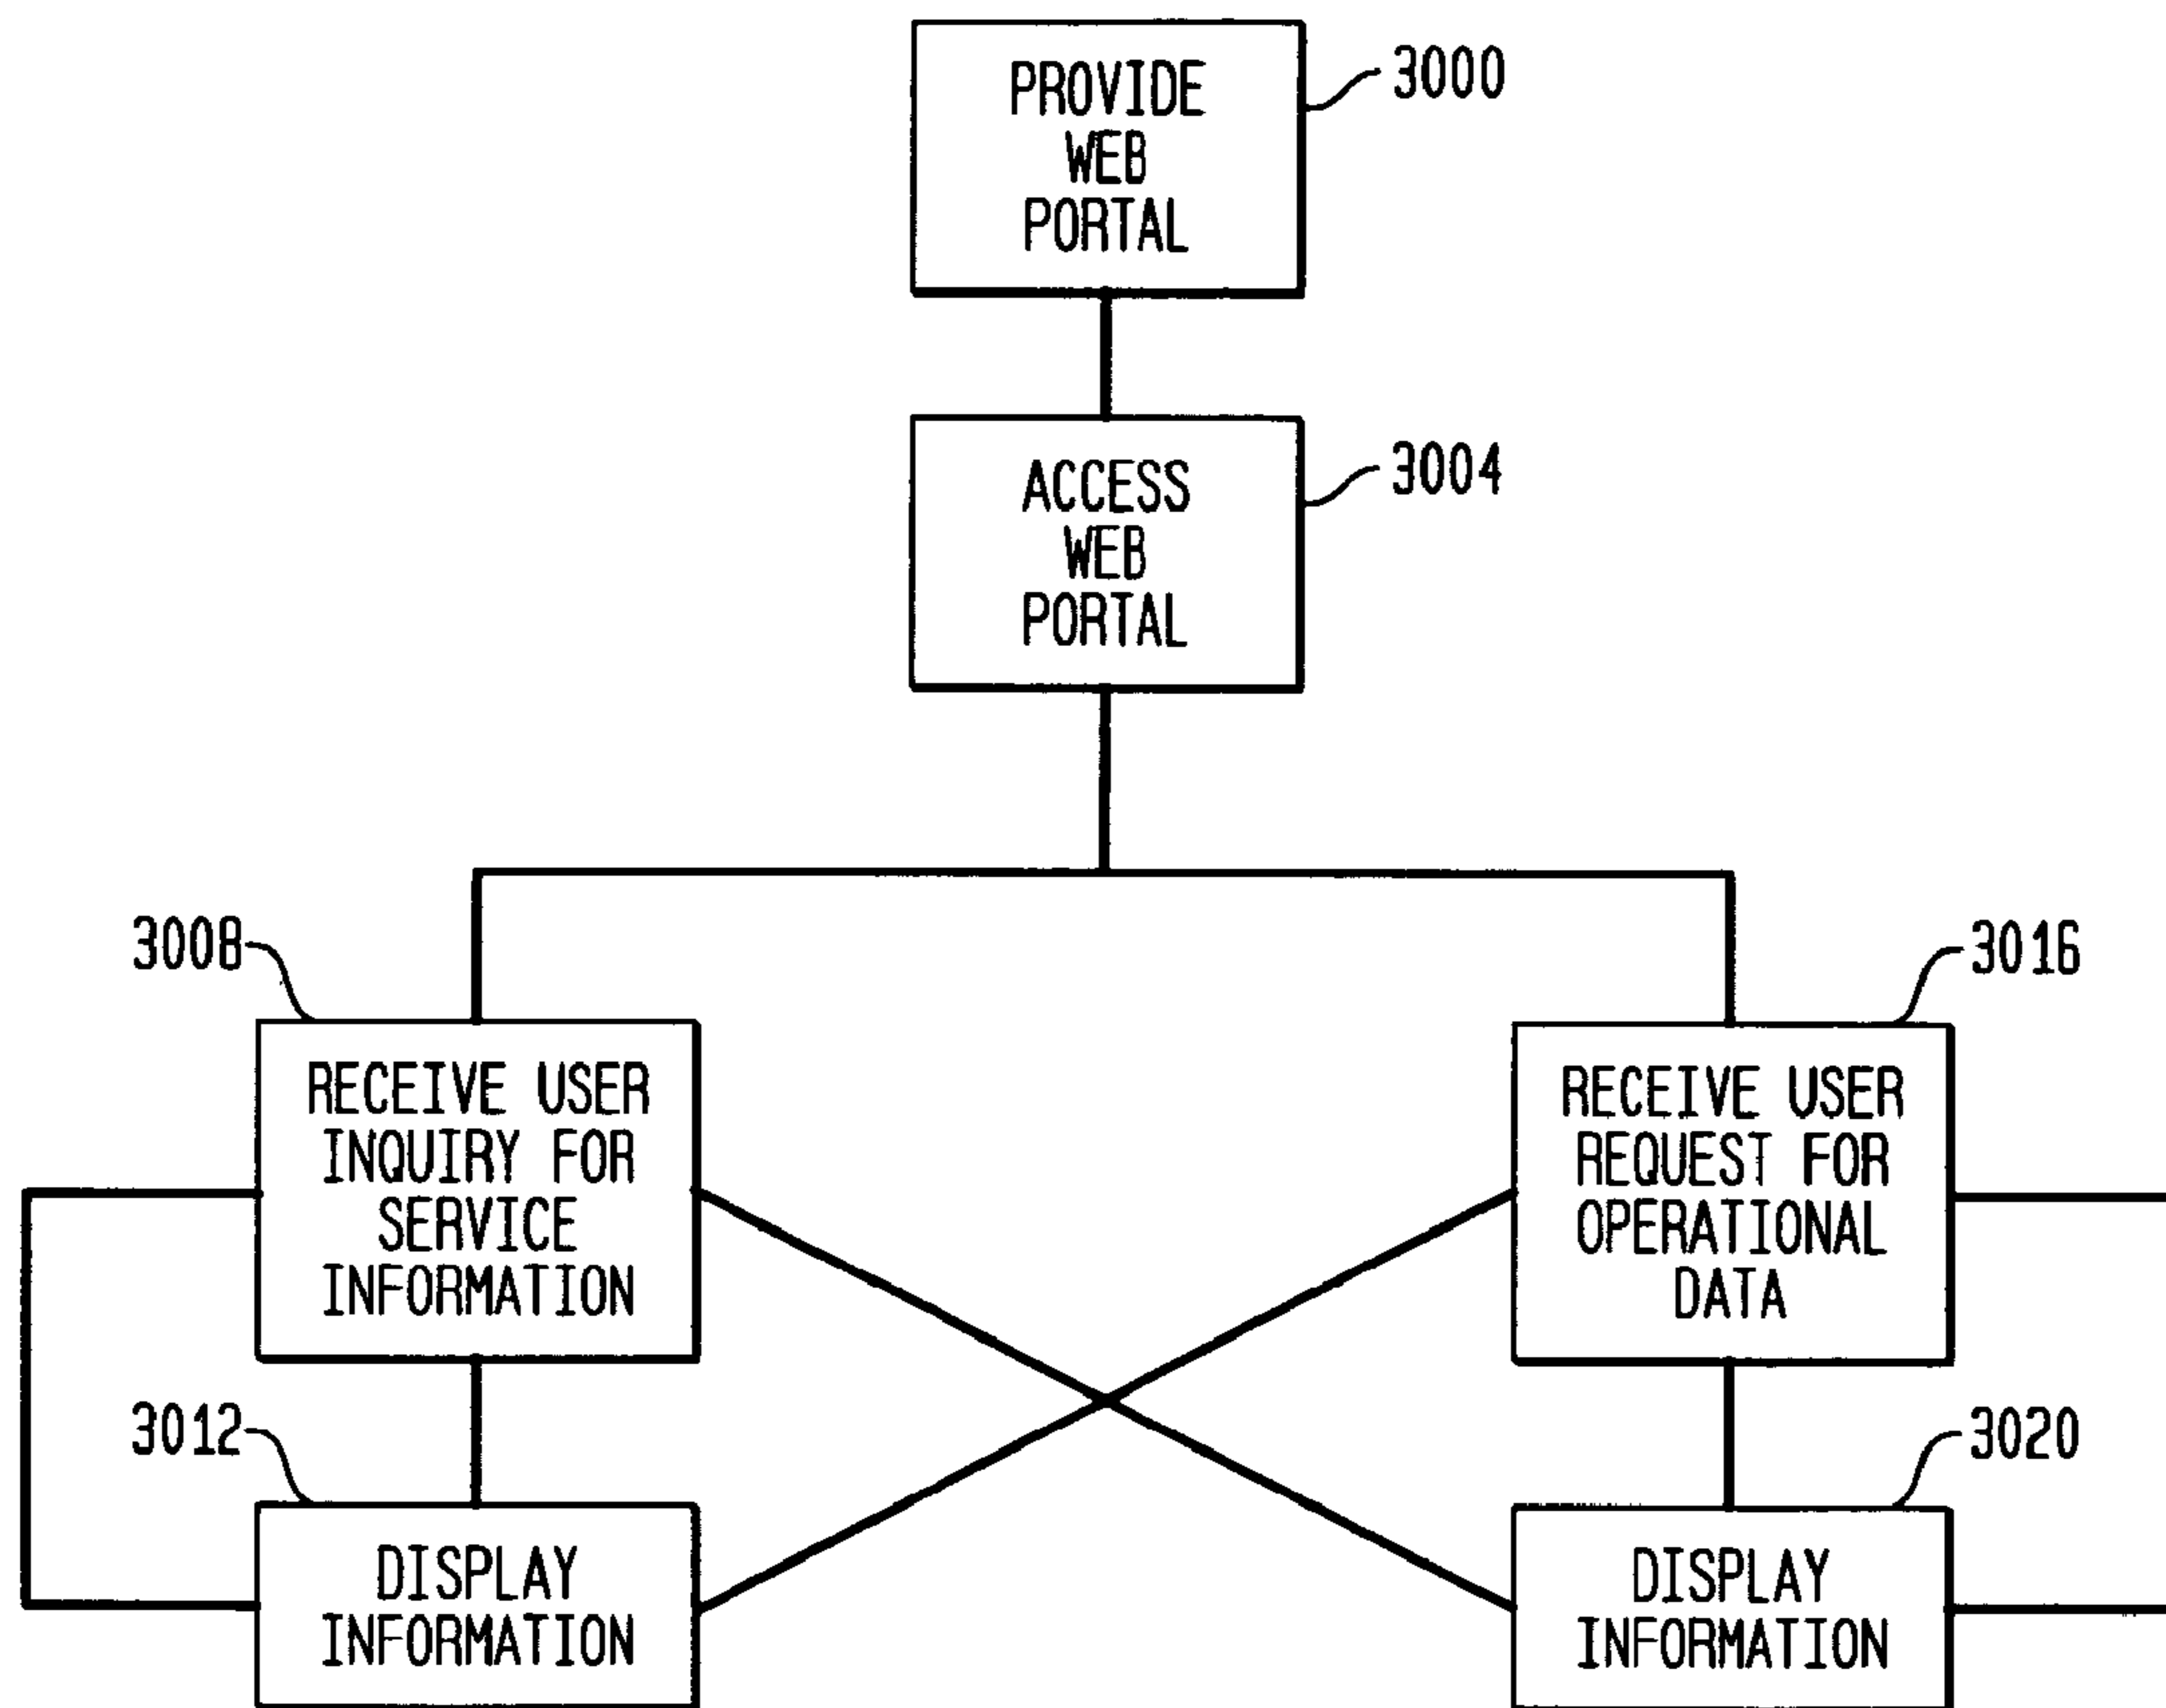 PROVIDE
WEB
PORTAL
3000
ACCESS
WEB
PORTAL
3004
3008
RECEIVE USER
INQUIRY FOR
SERVICE
INFORMATION
3016
RECEIVE USER
REQUEST FOR
OPERATIONAL
DATA
3012
DISPLAY
INFORMATION
3020
DISPLAY
INFORMATION